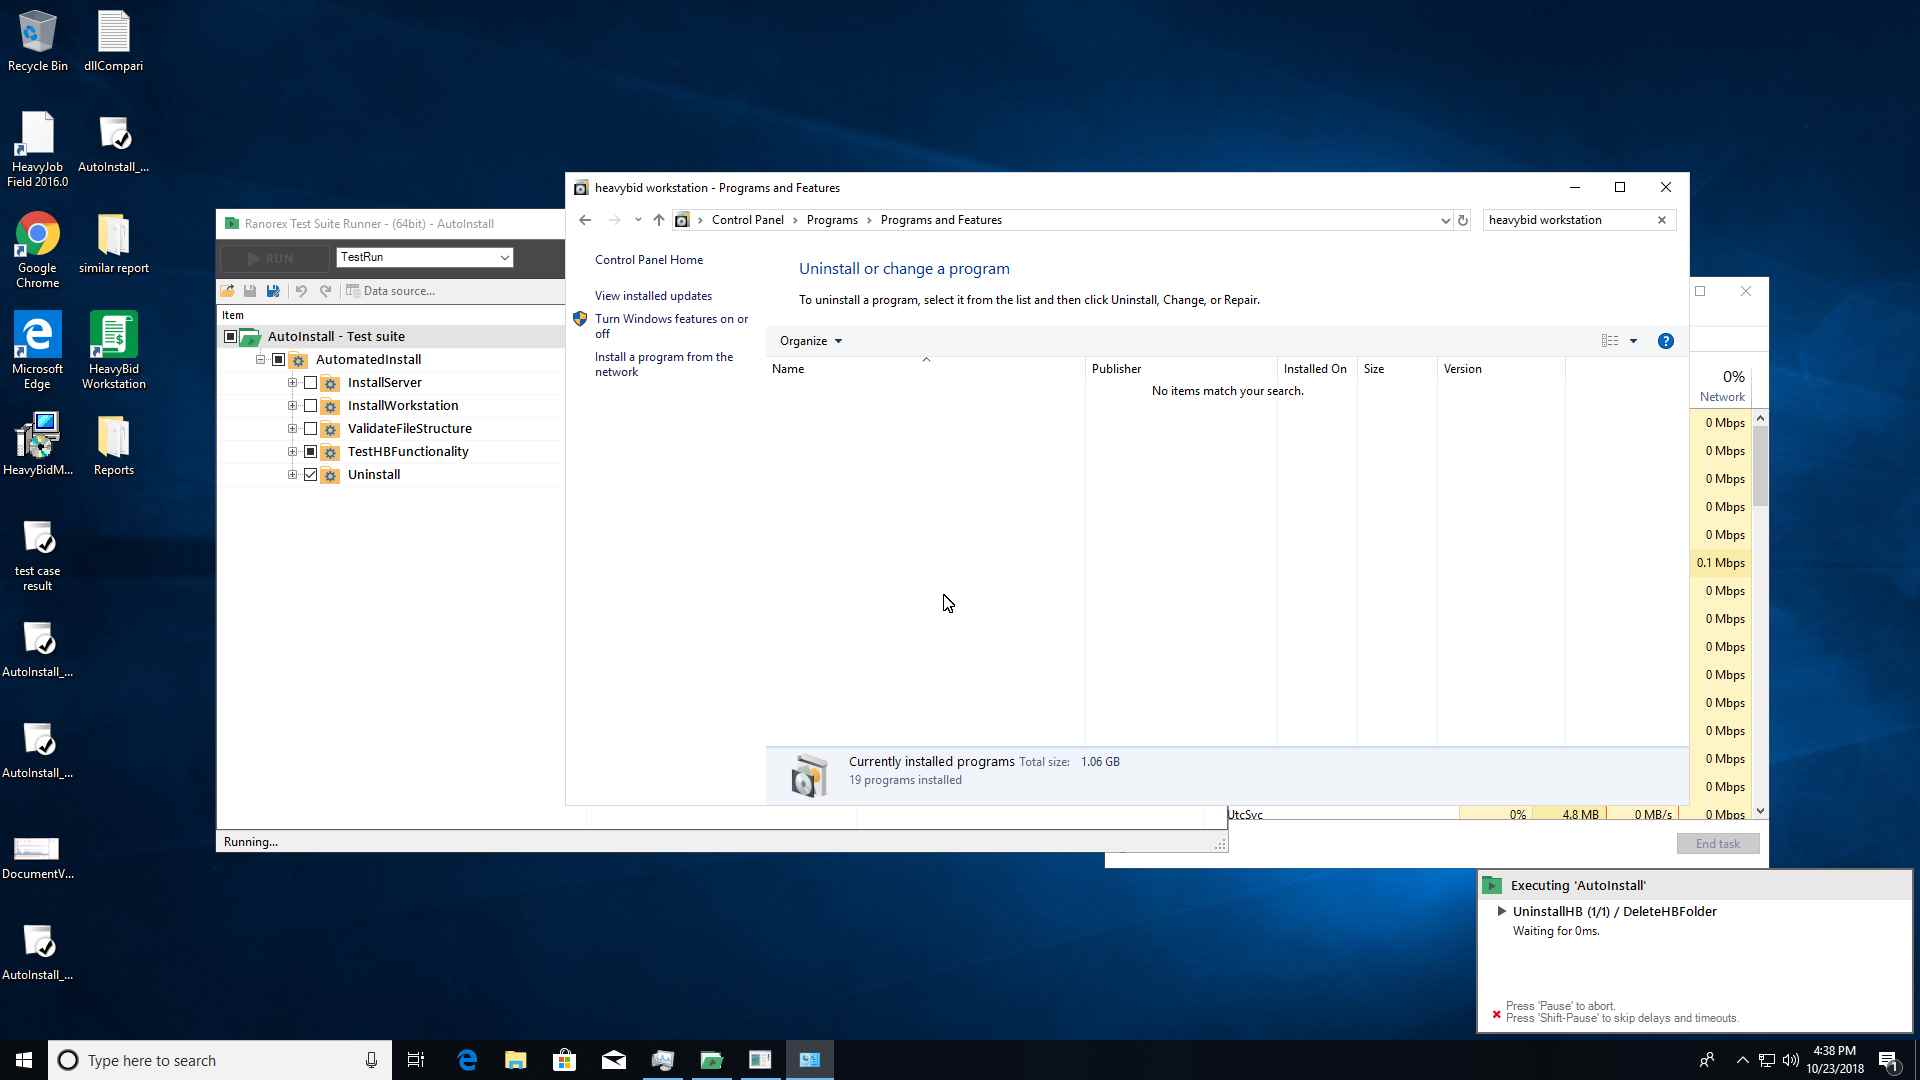 Recycle Bin
dllCompari
HeavyJob
Field 2016.0
AutoInstall_...
Google
Chrome
similar report
Microsoft
Edge
HeavyBid
Workstation
HeavyBidM...
Reports
test case
result
AutoInstall_...
AutoInstall_...
DocumentV...
AutoInstall_...
Ranorex Test Suite Runner - (64bit) - AutoInstall
RUN
TestRun
Data source...
Item
AutoInstall - Test suite
AutomatedInstall
InstallServer
InstallWorkstation
ValidateFileStructure
TestHBFunctionality
Uninstall
Running...
heavybid workstation - Programs and Features
Control Panel
Programs
Programs and Features
heavybid workstation
Control Panel Home
View installed updates
Turn Windows features on or
off
Install a program from the
network
Uninstall or change a program
To uninstall a program, select it from the list and then click Uninstall, Change, or Repair.
Organize
Name
Publisher
Installed On
Size
Version
No items match your search.
Currently installed programs Total size: 1.06 GB
19 programs installed
0%
Network
0 Mbps
0 Mbps
0 Mbps
0 Mbps
0 Mbps
0.1 Mbps
0 Mbps
0 Mbps
0 Mbps
0 Mbps
0 Mbps
0 Mbps
0 Mbps
0 Mbps
UtcSvc 0% 4.8 MB 0 MB/s 0 Mbps
End task
Executing 'AutoInstall'
UninstallHB (1/1) / DeleteHBFolder
Waiting for 0ms.
Press 'Pause' to abort.
Press 'Shift-Pause' to skip delays and timeouts.
Type here to search
4:38 PM
10/23/2018
1